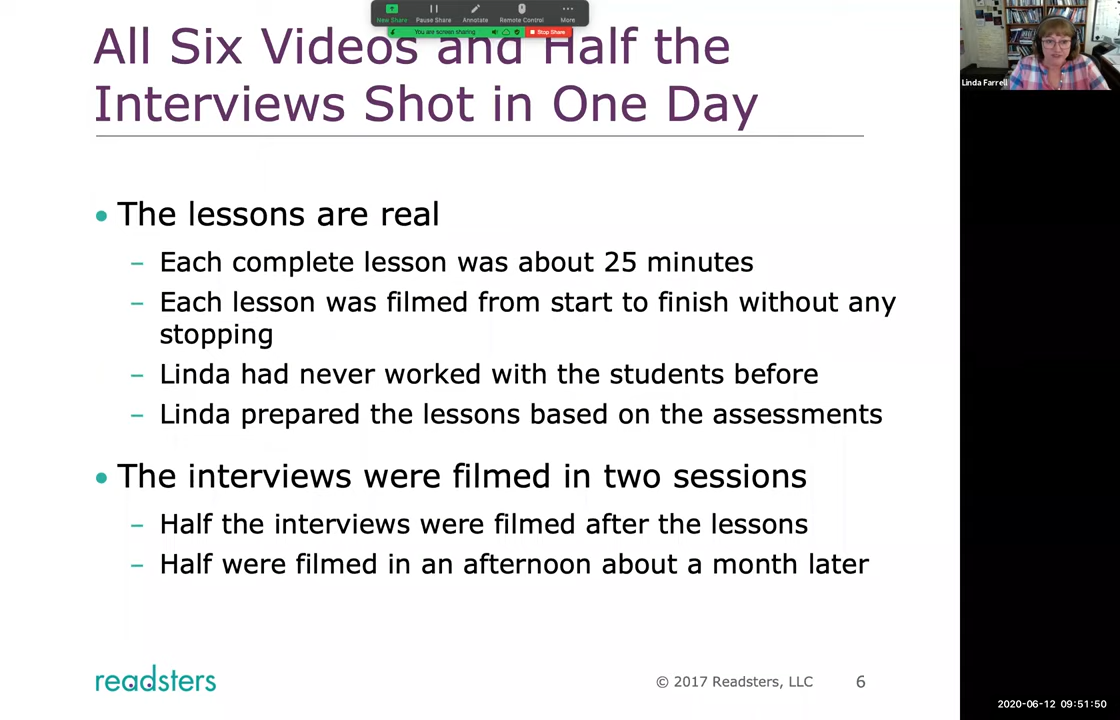 New Share
Pause Share
Annotate
Remote Control
More
You are screen sharing
Stop Share
All Six Videos and Half the
Interviews Shot in One Day
Linda Farrell
• The lessons are real
– Each complete lesson was about 25 minutes
– Each lesson was filmed from start to finish without any
stopping
– Linda had never worked with the students before
– Linda prepared the lessons based on the assessments
• The interviews were filmed in two sessions
– Half the interviews were filmed after the lessons
– Half were filmed in an afternoon about a month later
readsters
© 2017 Readsters, LLC
6
2020-06-12 09:51:50